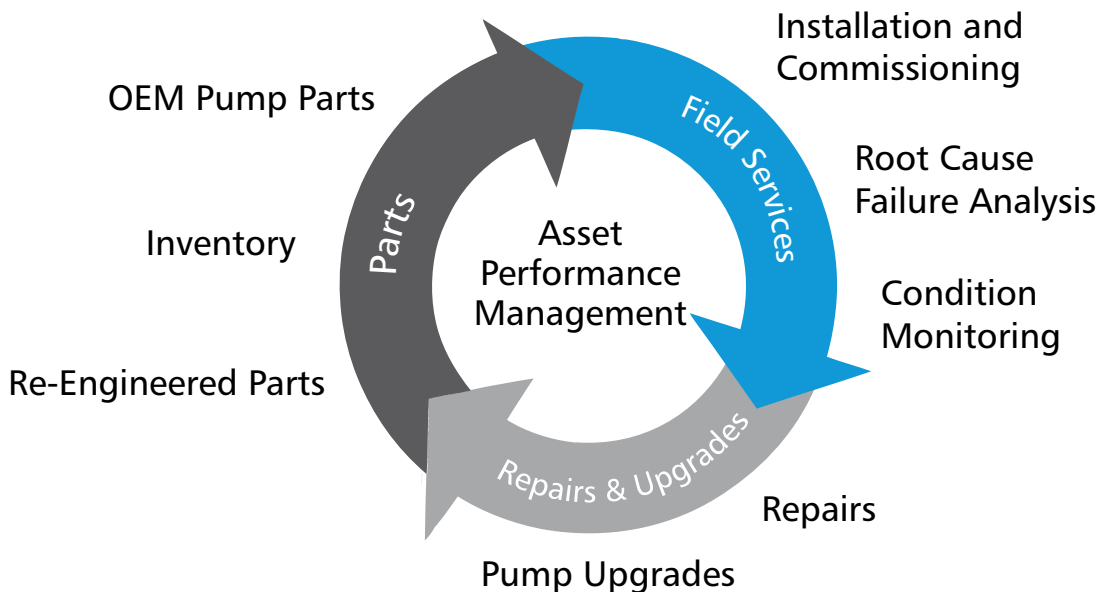 Installation and
Commissioning
OEM Pump Parts
Field Services
Root Cause
Failure Analysis
Parts
Inventory
Asset
Performance
Management
Condition
Monitoring
Re-Engineered Parts
Repairs & Upgrades
Repairs
Pump Upgrades